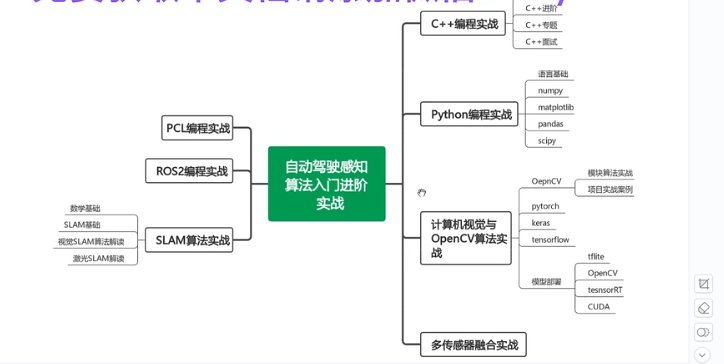 C++进阶
C++编程实战
C++专题
C++面试
语言基础
numpy
Python编程实战
matplotlib
pandas
scipy
PCL编程实战
ROS2编程实战
自动驾驶感知
算法入门进阶
实战
数学基础
SLAM基础
视觉SLAM算法解读
激光SLAM解读
SLAM算法实战
OepnCV
模块算法实战
项目实战案例
计算机视觉与
OpenCV算法实
战
pytorch
keras
tensorflow
模型部署
tflite
OpenCV
tesnsorRT
CUDA
多传感器融合实战